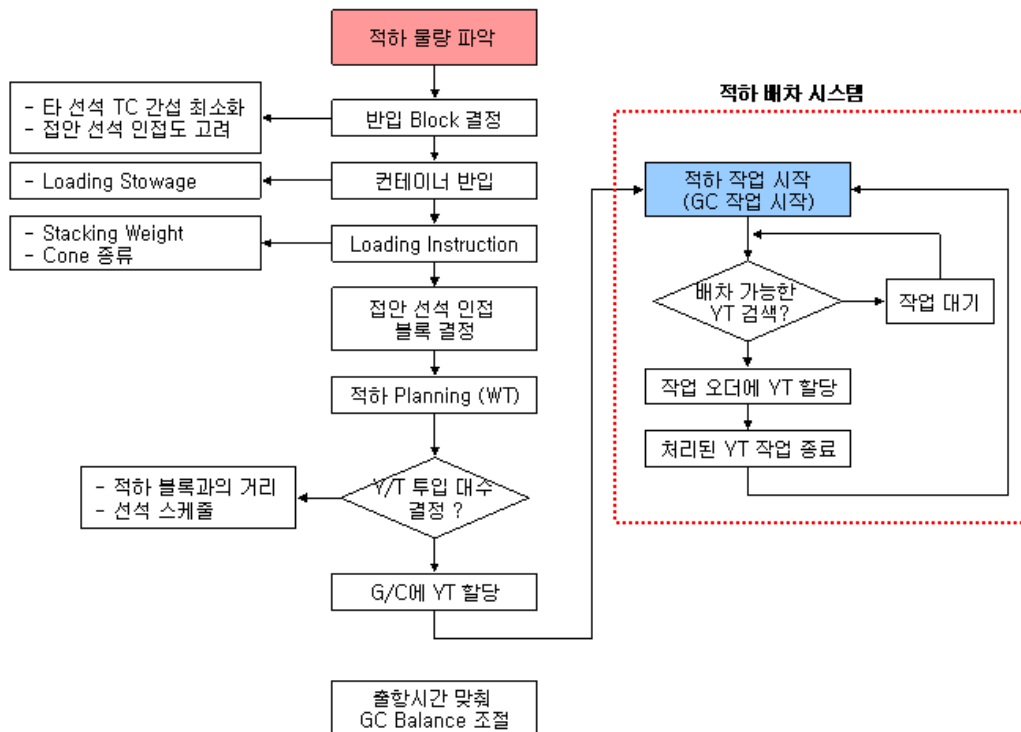 적하 물량 파악
- 타 선석 TC 간섭 최소화
- 접안 선석 인접도 고려
반입 Block 결정
- Loading Stowage
컨테이너 반입
- Stacking Weight
- Cone 종류
Loading Instruction
접안 선석 인접
블록 결정
적하 Planning (WT)
- 적하 블록과의 거리
- 선석 스케줄
Y/T 투입 대수
결정 ?
G/C에 YT 할당
출항시간 맞춰
GC Balance 조절
적하 배차 시스템
적하 작업 시작
(GC 작업 시작)
배차 가능한
YT 검색?
작업 대기
작업 오더에 YT 할당
처리된 YT 작업 종료